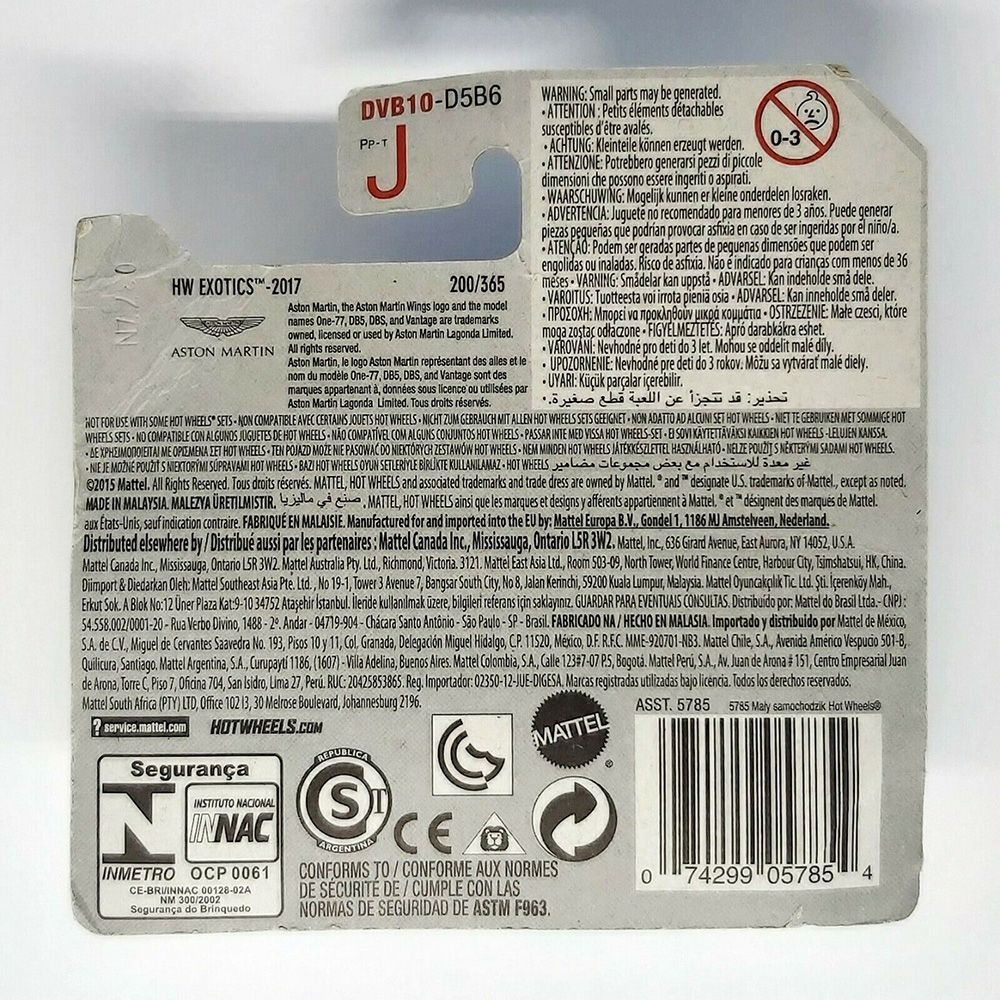 DVB10-D5B6
PP-T
J
WARNING: Small parts may be generated.
• ATTENTION : Petits éléments détachables
susceptibles d'être avalés.
• ACHTUNG: Kleinteile können erzeugt werden.
• ATTENZIONE: Potrebbero generarsi pezzi di piccole
dimensioni che possono essere ingeriti o aspirati.
• WAARSCHUWING: Mogelijk kunnen er kleine onderdelen losraken.
• ADVERTENCIA: Juguete no recomendado para menores de 3 años. Puede generar
piezas pequeñas que podrían provocar asfixia en caso de ser ingeridas por el niño/a.
• ATENÇÃO: Podem ser geradas partes de pequenas dimensões que podem ser
engolidas ou inaladas. Risco de asfixia. Não é indicado para crianças com menos de 36
meses • VARNING: Smådelar kan uppstå • ADVARSEL: Kan indeholde små dele.
• VAROITUS: Tuotteesta voi irrota pieniä osia • ADVARSEL: Kan inneholde små deler.
• ΠΡΟΣΟΧΗ: Μπορεί να προκληθούν μικρά κομμάτια • OSTRZEŻENIE: Małe czesci, które
moga zostac odłaczone • FIGYELMEZTETÉS: Apró darabkákra eshet.
• VAROVÁNÍ: Nevhodné pro deti do 3 let. Mohou se oddelit malé díly.
• UPOZORNENIE: Nevhodné pre deti do 3 rokov. Môžu sa vytvárať malé diely.
• UYARI: Küçük parçalar içerebilir.
تحذير: قد تتجزأ عن اللعبة قطع صغيرة.•
0-3
HW EXOTICS™-2017
200/365
ASTON MARTIN
Aston Martin, the Aston Martin Wings logo and the model
names One-77, DB5, DBS, and Vantage are trademarks
owned, licensed or used by Aston Martin Lagonda Limited.
All rights reserved.
Aston Martin, le logo Aston Martin représentant des ailes et le
nom du modèle One-77, DB5, DBS, and Vantage sont des
marques appartenant à, données sous licence ou utilisées par
Aston Martin Lagonda Limited. Tous droits réservés.
NOT FOR USE WITH SOME HOT WHEELS® SETS • NON COMPATIBLE AVEC CERTAINS JOUETS HOT WHEELS • NICHT ZUM GEBRAUCH MIT ALLEN HOT WHEELS SETS GEEIGNET • NON ADATTO AD ALCUNI SET HOT WHEELS • NIET TE GEBRUIKEN MET SOMMIGE HOT
WHEELS SETS • NO COMPATIBLE CON ALGUNOS JUGUETES DE HOT WHEELS • NÃO COMPATÍVEL COM ALGUNS CONJUNTOS HOT WHEELS • PASSAR INTE MED VISSA HOT WHEELS-SET • EI SOVI KÄYTETTÄVÄKSI KAIKKIEN HOT WHEELS -LELUJEN KANSSA.
• ΔΕ ΧΡΗΣΙΜΟΠΟΙΕΙΤΑΙ ΜΕ ΟΡΙΣΜΕΝΑ ΣΕΤ HOT WHEELS • TEN POJAZD MOŻE NIE PASOWAĆ DO NIEKTÓRYCH ZESTAWÓW HOT WHEELS • NEM MINDEN HOT WHEELS JÁTÉKKÉSZLETTEL HASZNÁLHATÓ • NELZE POUŽÍT S NĚKTERÝMI SADAMI HOT WHEELS.
• NIE JE MOŽNÉ POUŽIŤ S NIEKTORÝMI SÚPRAVAMI HOT WHEELS • BAZI HOT WHEELS OYUN SETLERIYLE BİRLİKTE KULLANILAMAZ • HOT WHEELS غير معدة للاستخدام مع بعض مجموعات مضامير
©2015 Mattel. All Rights Reserved. Tous droits réservés. MATTEL, HOT WHEELS and associated trademarks and trade dress are owned by Mattel. ® and ™ designate U.S. trademarks of Mattel, except as noted.
MADE IN MALAYSIA. MALEZYA ÜRETILMISTIR. صنع في ماليزيا. MATTEL, HOT WHEELS ainsi que les marques et designs y afférents appartiennent à Mattel. ® et ™ désignent des marques de Mattel.
aux États-Unis, sauf indication contraire. FABRIQUÉ EN MALAISIE. Manufactured for and imported into the EU by: Mattel Europa B.V., Gondel 1, 1186 MJ Amstelveen, Nederland.
Distributed elsewhere by / Distribué aussi par les partenaires : Mattel Canada Inc., Mississauga, Ontario L5R 3W2. Mattel, Inc., 636 Girard Avenue, East Aurora, NY 14052, U.S.A.
Mattel Canada Inc., Mississauga, Ontario L5R 3W2. Mattel Australia Pty. Ltd., Richmond, Victoria. 3121. Mattel East Asia Ltd., Room 503-09, North Tower, World Finance Centre, Harbour City, Tsimshatsui, HK, China.
Diimport & Diedarkan Oleh: Mattel Southeast Asia Pte. Ltd. , No 19-1, Tower 3 Avenue 7, Bangsar South City, No 8, Jalan Kerinchi, 59200 Kuala Lumpur, Malaysia. Mattel Oyuncakçılık Tic. Ltd. Şti. İçerenköy Mah.,
Erkut Sok. A Blok No:12 Üner Plaza Kat:9-10 34752 Ataşehir İstanbul. İleride kullanılmak üzere, bilgileri referans için saklayınız. GUARDAR PARA EVENTUAIS CONSULTAS. Distribuido por: Mattel do Brasil Ltda.- CNPJ :
54.558.002/0001-20 - Rua Verbo Divino, 1488 - 2º. Andar - 04719-904 - Chácara Santo Antônio - São Paulo - SP - Brasil. FABRICADO NA / HECHO EN MALASIA. Importado y distribuido por Mattel de México,
S.A. de C.V., Miguel de Cervantes Saavedra No. 193, Pisos 10 y 11, Col. Granada, Delegación Miguel Hidalgo, C.P. 11520, México, D.F. R.F.C. MME-920701-NB3. Mattel Chile, S.A., Avenida Américo Vespucio 501-B,
Quilicura, Santiago. Mattel Argentina, S.A., Curupaytí 1186, (1607) - Villa Adelina, Buenos Aires. Mattel Colombia, S.A., Calle 123#7-07 P.5, Bogotá. Mattel Perú, S.A., Av. Juan de Arona # 151, Centro Empresarial Juan
de Arona, Torre C, Piso 7, Oficina 704, San Isidro, Lima 27, Perú. RUC: 20425853865. Reg. Importador: 02350-12-JUE-DIGESA. Marcas registradas utilizadas bajo licencia. Todos los derechos reservados.
Mattel South Africa (PTY) LTD, Office 102 I3, 30 Melrose Boulevard, Johannesburg 2196.
ASST. 5785
5785 Mały samochodzik Hot Wheels®
? service.mattel.com
HOTWHEELS.COM
MATTEL
®
Segurança
INSTITUTO NACIONAL
INNAC
INMETRO
OCP 0061
CE-BRI/INNAC 00128-02A
NM 300/2002
Segurança do Brinquedo
REPUBLICA
S T
ARGENTINA
CE
CONFORMS TO / CONFORME AUX NORMES
DE SÉCURITÉ DE / CUMPLE CON LAS
NORMAS DE SEGURIDAD DE ASTM F963.
0 74299 05785 4